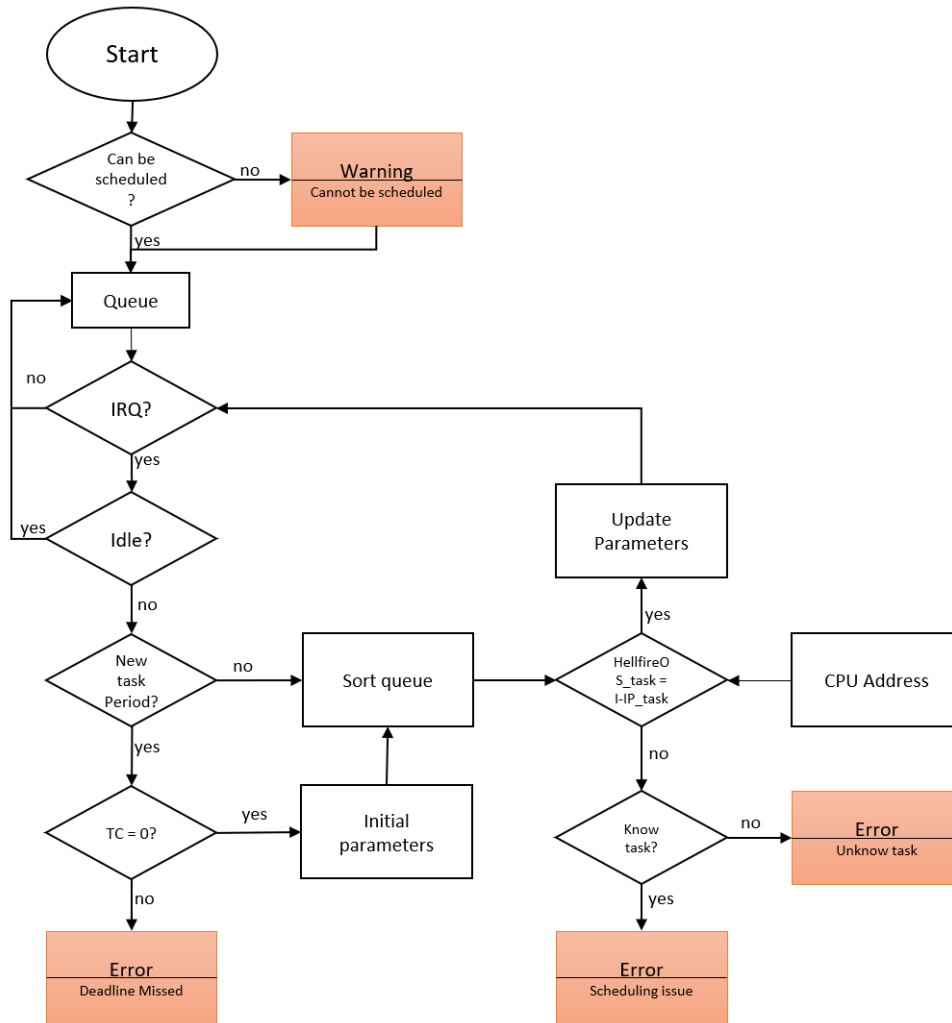 Start
Can be
scheduled
?
no
Warning
Cannot be scheduled
yes
Queue
no
IRQ?
yes
yes
Idle?
no
Update
Parameters
yes
New
task
Period?
no
Sort queue
HellfireO
S_task =
I-IP_task
CPU Address
yes
no
TC = 0?
yes
Initial
parameters
Know
task?
no
Error
Unknow task
no
yes
Error
Deadline Missed
Error
Scheduling issue